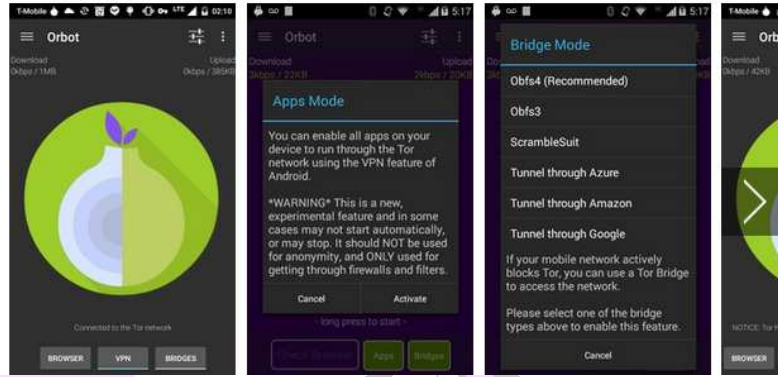 T-Mobile
LTE
02:10
Orbot
Download
Upload
0kbps / 1MB
0kbps / 385KB
Connected to the Tor network
BROWSER
VPN
BRIDGES
5:17
Orbot
Download
Upload
3kbps / 22KB
2kbps / 20KB
Apps Mode
You can enable all apps on your
device to run through the Tor
network using the VPN feature of
Android.
*WARNING* This is a new,
experimental feature and in some
cases may not start automatically,
or may stop. It should NOT be used
for anonymity, and ONLY used for
getting through firewalls and filters.
Cancel
Activate
- long press to start -
Apps
Bridges
5:17
Bridge Mode
Obfs4 (Recommended)
Obfs3
ScrambleSuit
Tunnel through Azure
Tunnel through Amazon
Tunnel through Google
If your mobile network actively
blocks Tor, you can use a Tor Bridge
to access the network.
Please select one of the bridge
types above to enable this feature.
Cancel
T-Mobile
Orb
Download
0kbps / 42KB
NOTICE: Tor
BROWSER